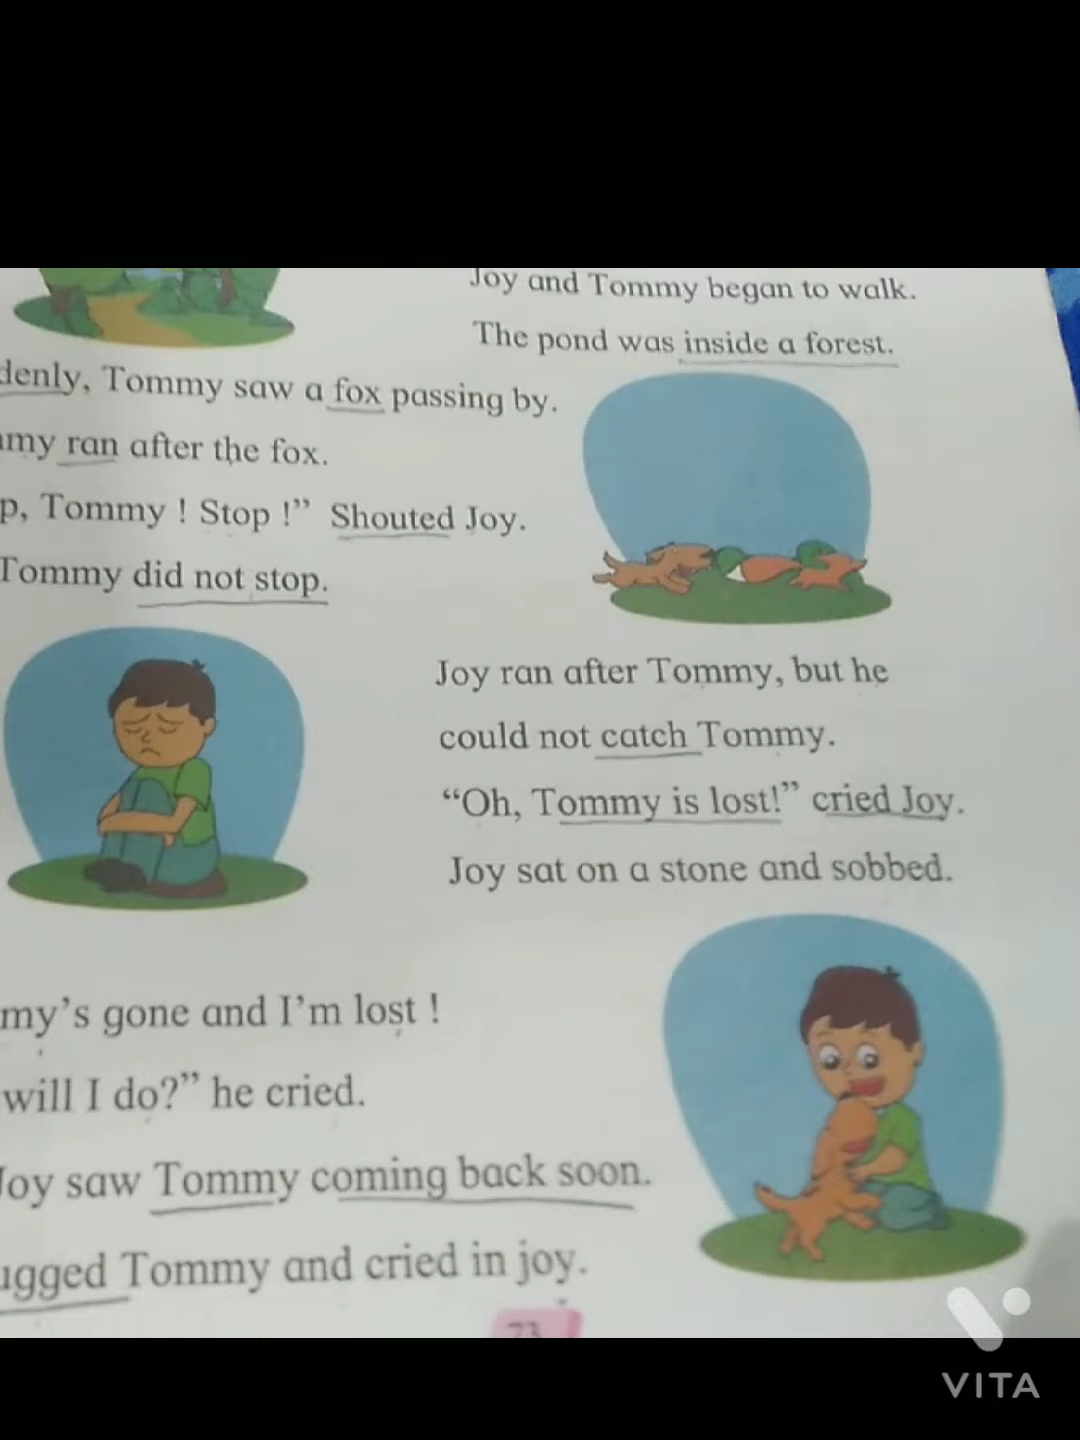 Joy and Tommy began to walk.
The pond was inside a forest.
denly, Tommy saw a fox passing by.
my ran after the fox.
p, Tommy ! Stop !” Shouted Joy.
Tommy did not stop.
Joy ran after Tommy, but he
could not catch Tommy.
“Oh, Tommy is lost!” cried Joy.
Joy sat on a stone and sobbed.
my’s gone and I’m lost !
will I do?” he cried.
Joy saw Tommy coming back soon.
ugged Tommy and cried in joy.
73
VITA